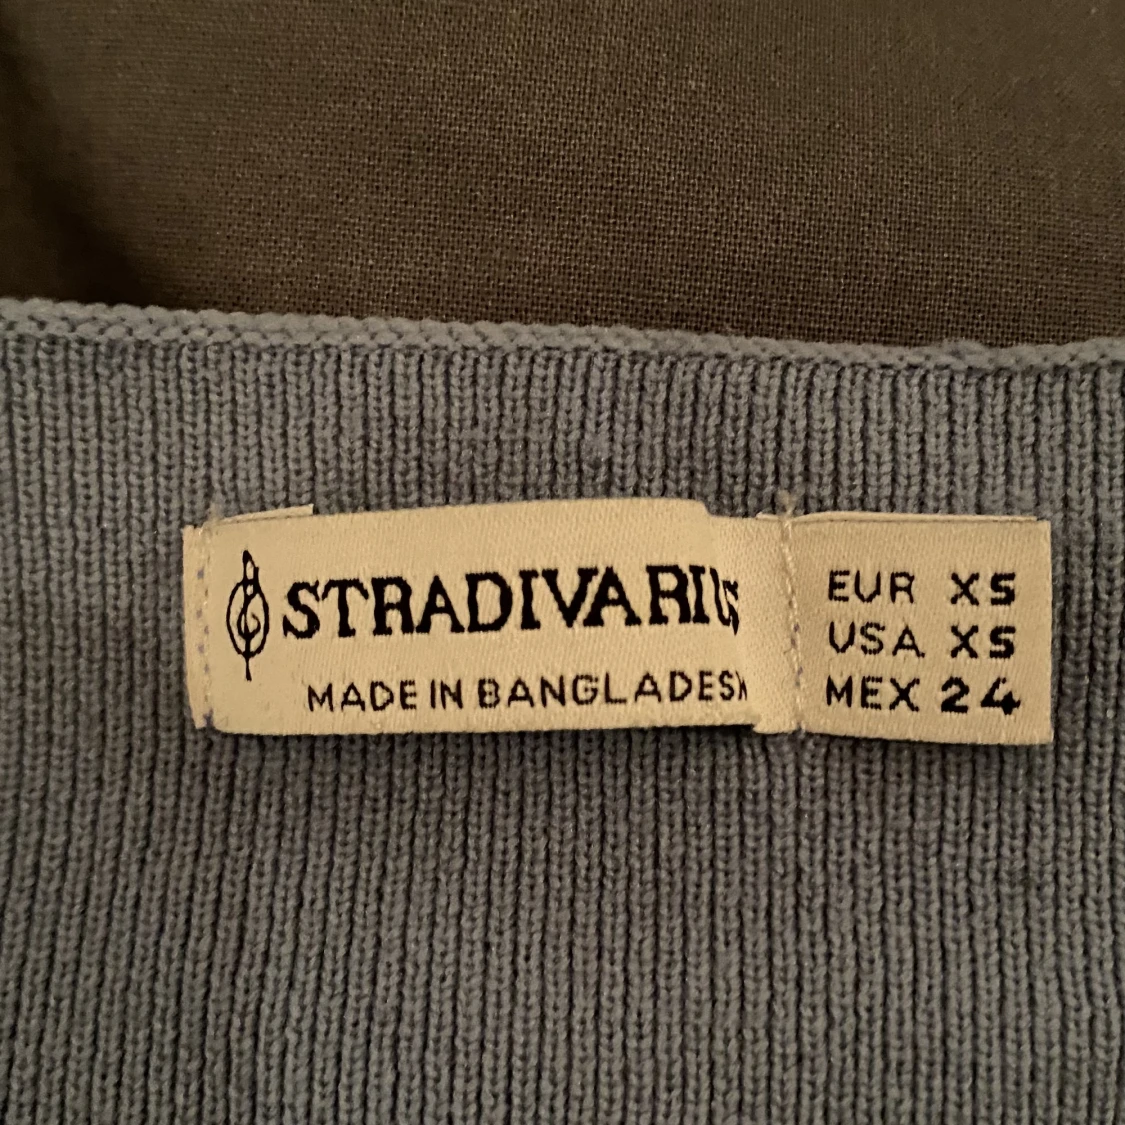 STRADIVARIUS
MADE IN BANGLADESH
EUR XS
USA XS
MEX 24